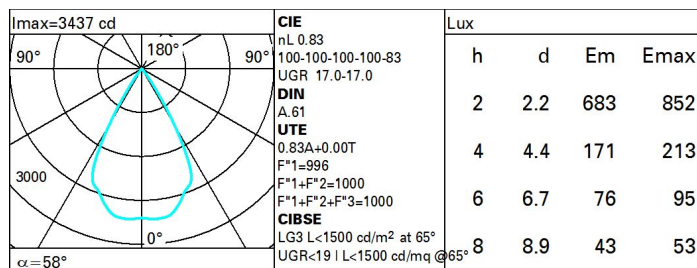 Imax=3437 cd
90°
180°
90°
3000
0°
α=58°
CIE
nL 0.83
100-100-100-100-83
UGR 17.0-17.0
DIN
A.61
UTE
0.83A+0.00T
F"1=996
F"1+F"2=1000
F"1+F"2+F"3=1000
CIBSE
LG3 L<1500 cd/m² at 65°
UGR<19 | L<1500 cd/mq @65°
Lux
h d Em Emax
2 2.2 683 852
4 4.4 171 213
6 6.7 76 95
8 8.9 43 53